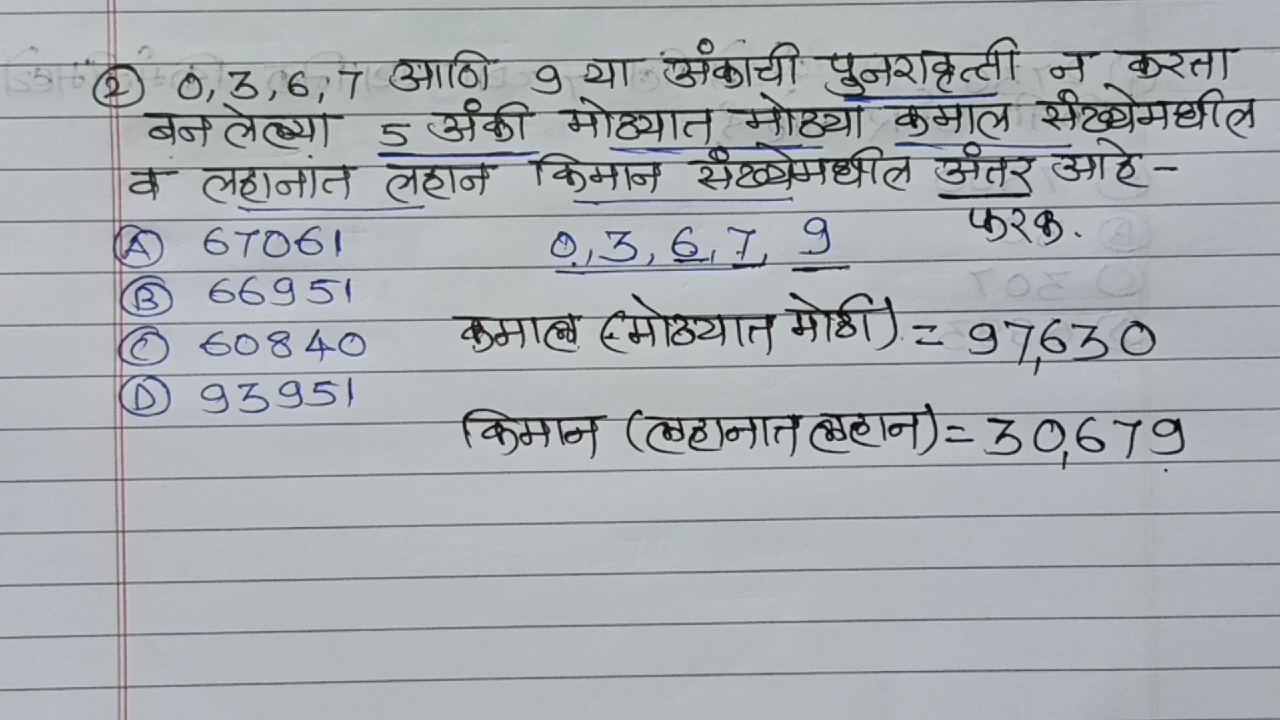 ② 0, 3, 6, 7 आणि 9 या अंकाची पुनरावृत्ती न करता
बनलेल्या 5 अंकी मोठ्यात मोठ्या कमाल संख्येमधील
व लहानात लहान किमान संख्येमधील अंतर आहे -
फरक.
Ⓐ 67061
0, 3, 6, 7, 9
Ⓑ 66951
कमाल (मोठ्यात मोठी) = 97,630
Ⓒ 60840
Ⓓ 93951
किमान (लहानात लहान) = 30,679